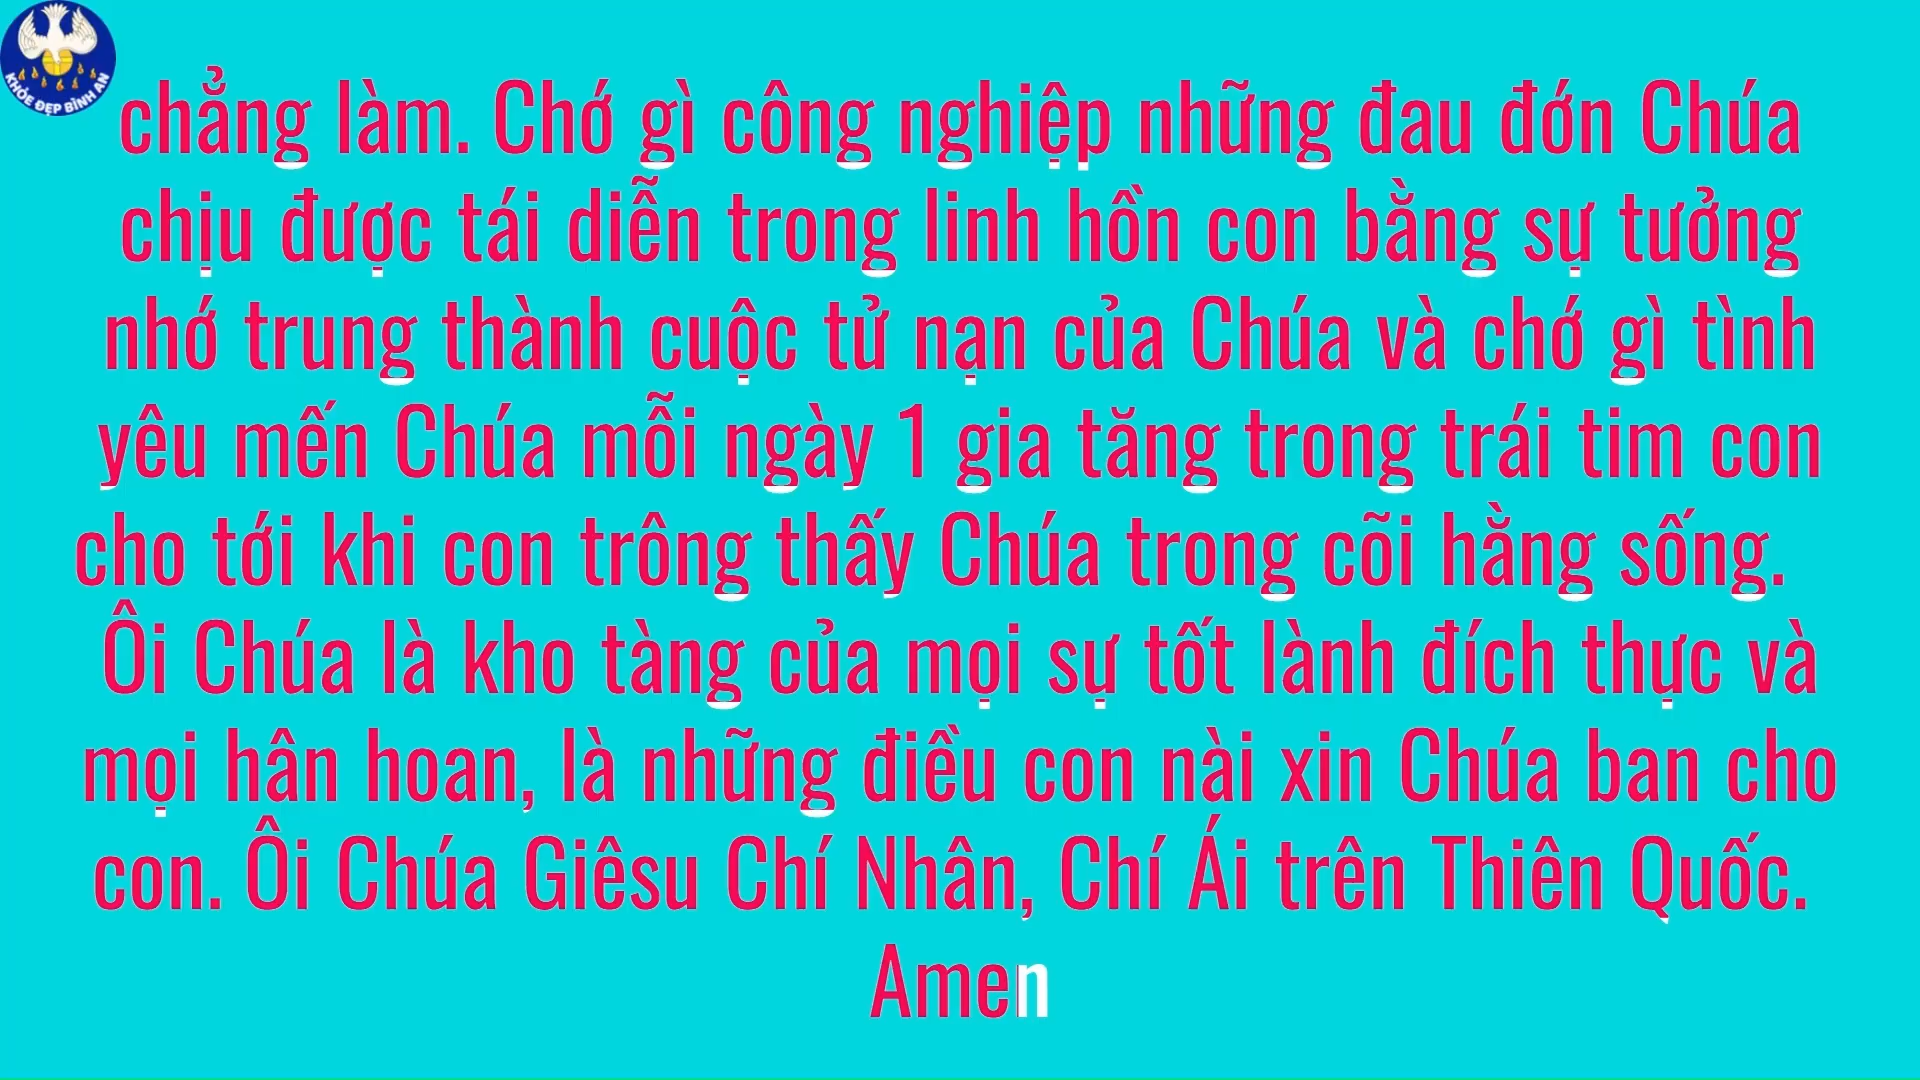 KHỎE ĐẸP BÌNH AN
chẳng làm. Chớ gì công nghiệp những đau đớn Chúa
chịu được tái diễn trong linh hồn con bằng sự tưởng
nhớ trung thành cuộc tử nạn của Chúa và chớ gì tình
yêu mến Chúa mỗi ngày 1 gia tăng trong trái tim con
cho tới khi con trông thấy Chúa trong cõi hằng sống.
Ôi Chúa là kho tàng của mọi sự tốt lành đích thực và
mọi hân hoan, là những điều con nài xin Chúa ban cho
con. Ôi Chúa Giêsu Chí Nhân, Chí Ái trên Thiên Quốc.
Amen